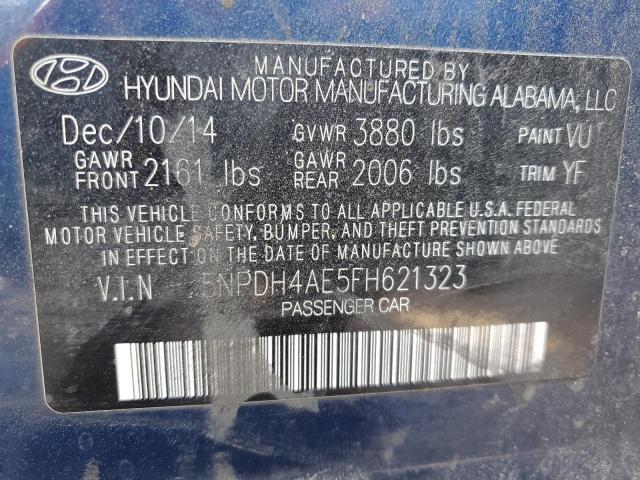 MANUFACTURED BY
HYUNDAI MOTOR MANUFACTURING ALABAMA, LLC
Dec/10/14 GVWR 3880 lbs PAINT VU
GAWR FRONT 2161 lbs GAWR REAR 2006 lbs TRIM YF
THIS VEHICLE CONFORMS TO ALL APPLICABLE U.S.A. FEDERAL
MOTOR VEHICLE SAFETY, BUMPER, AND THEFT PREVENTION STANDARDS
IN EFFECT ON THE DATE OF MANUFACTURE SHOWN ABOVE.
V.I.N 5NPDH4AE5FH621323
PASSENGER CAR